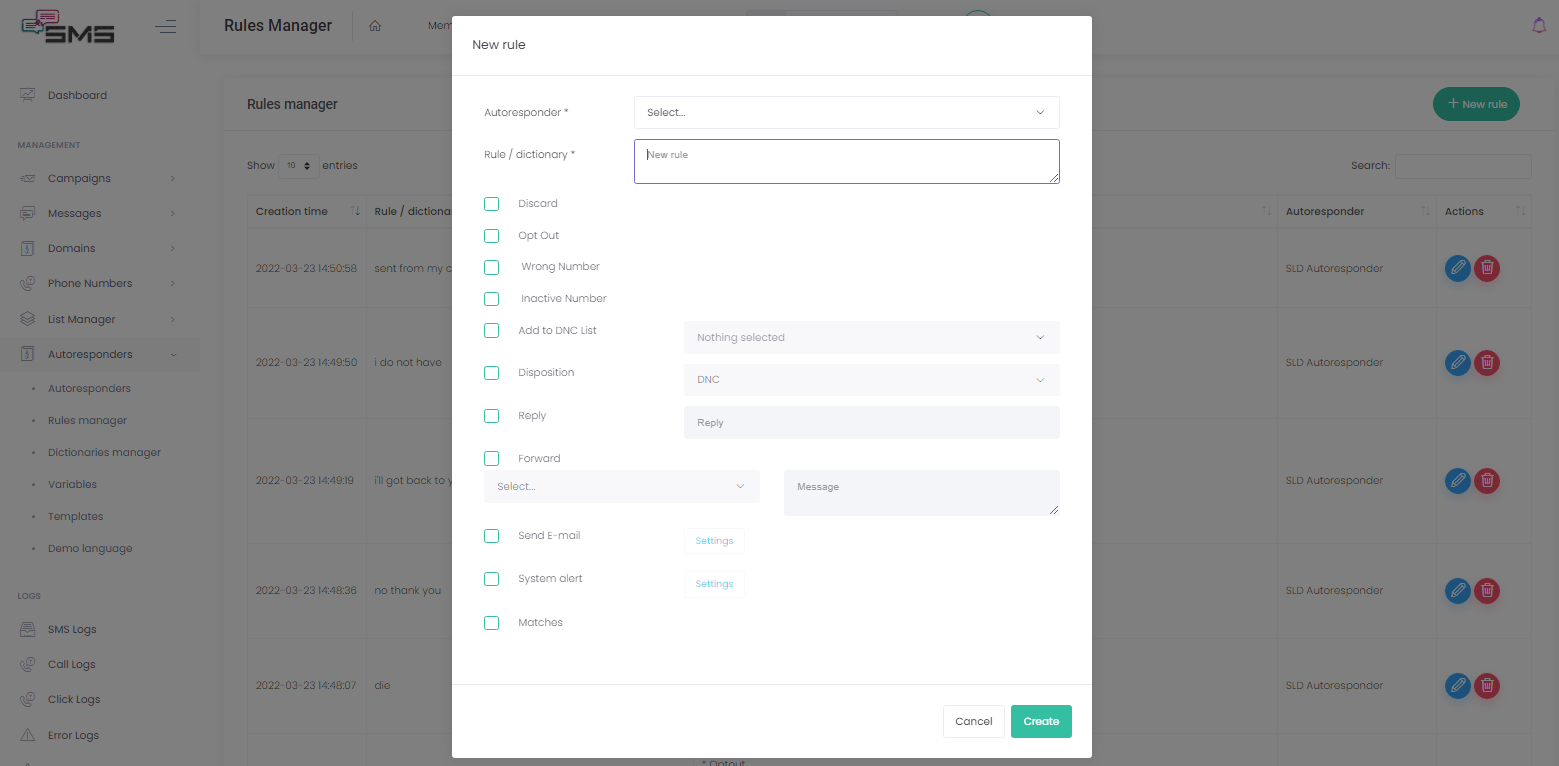 SMS
Rules Manager
Mem
New rule
Dashboard
MANAGEMENT
Campaigns
Messages
Domains
Phone Numbers
List Manager
Autoresponders
Autoresponders
Rules manager
Dictionaries manager
Variables
Templates
Demo language
LOGS
SMS Logs
Call Logs
Click Logs
Error Logs
Rules manager
New rule
Show 10 entries
Search:
Creation time Rule / dictiona Autoresponder Actions
2022-03-23 14:50:58 sent from my c SLD Autoresponder
2022-03-23 14:49:50 i do not have SLD Autoresponder
2022-03-23 14:49:19 i'll got back to y SLD Autoresponder
2022-03-23 14:48:36 no thank you SLD Autoresponder
2022-03-23 14:48:07 die SLD Autoresponder
* Optout
Autoresponder * Select...
Rule / dictionary * New rule
Discard
Opt Out
Wrong Number
Inactive Number
Add to DNC List Nothing selected
Disposition DNC
Reply Reply
Forward
Select... Message
Send E-mail Settings
System alert Settings
Matches
Cancel Create